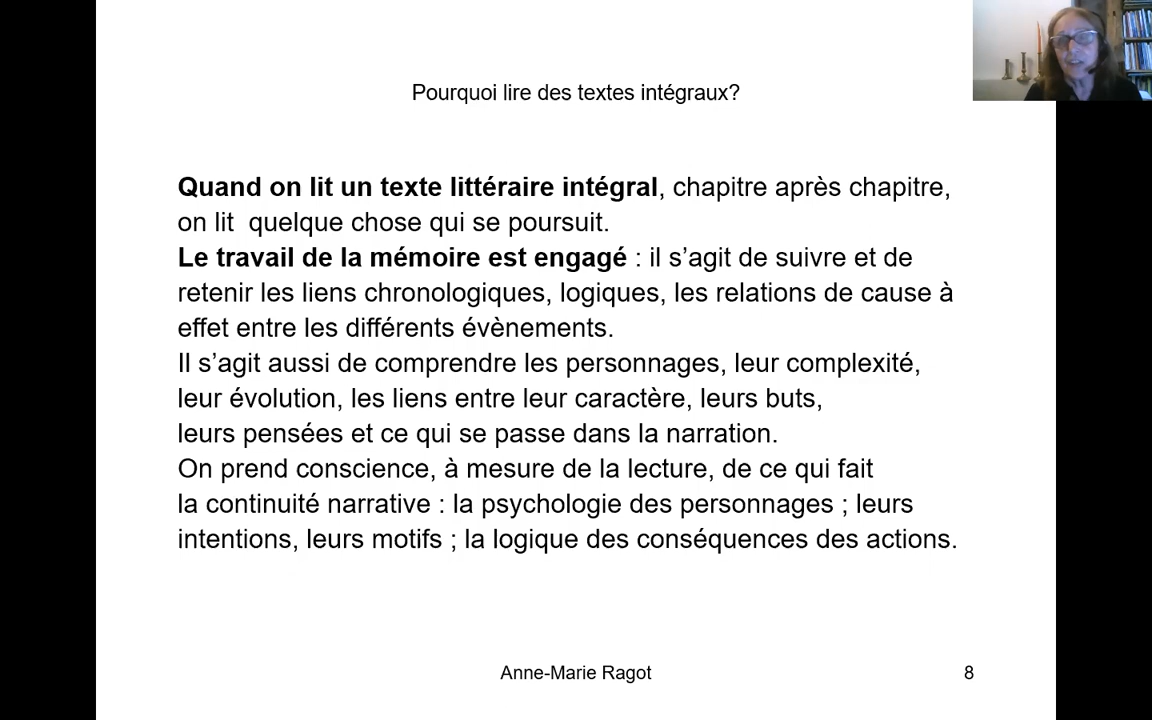 Pourquoi lire des textes intégraux?
Quand on lit un texte littéraire intégral, chapitre après chapitre,
on lit  quelque chose qui se poursuit.
Le travail de la mémoire est engagé : il s’agit de suivre et de
retenir les liens chronologiques, logiques, les relations de cause à
effet entre les différents évènements.
Il s’agit aussi de comprendre les personnages, leur complexité,
leur évolution, les liens entre leur caractère, leurs buts,
leurs pensées et ce qui se passe dans la narration.
On prend conscience, à mesure de la lecture, de ce qui fait
la continuité narrative : la psychologie des personnages ; leurs
intentions, leurs motifs ; la logique des conséquences des actions.
Anne-Marie Ragot
8